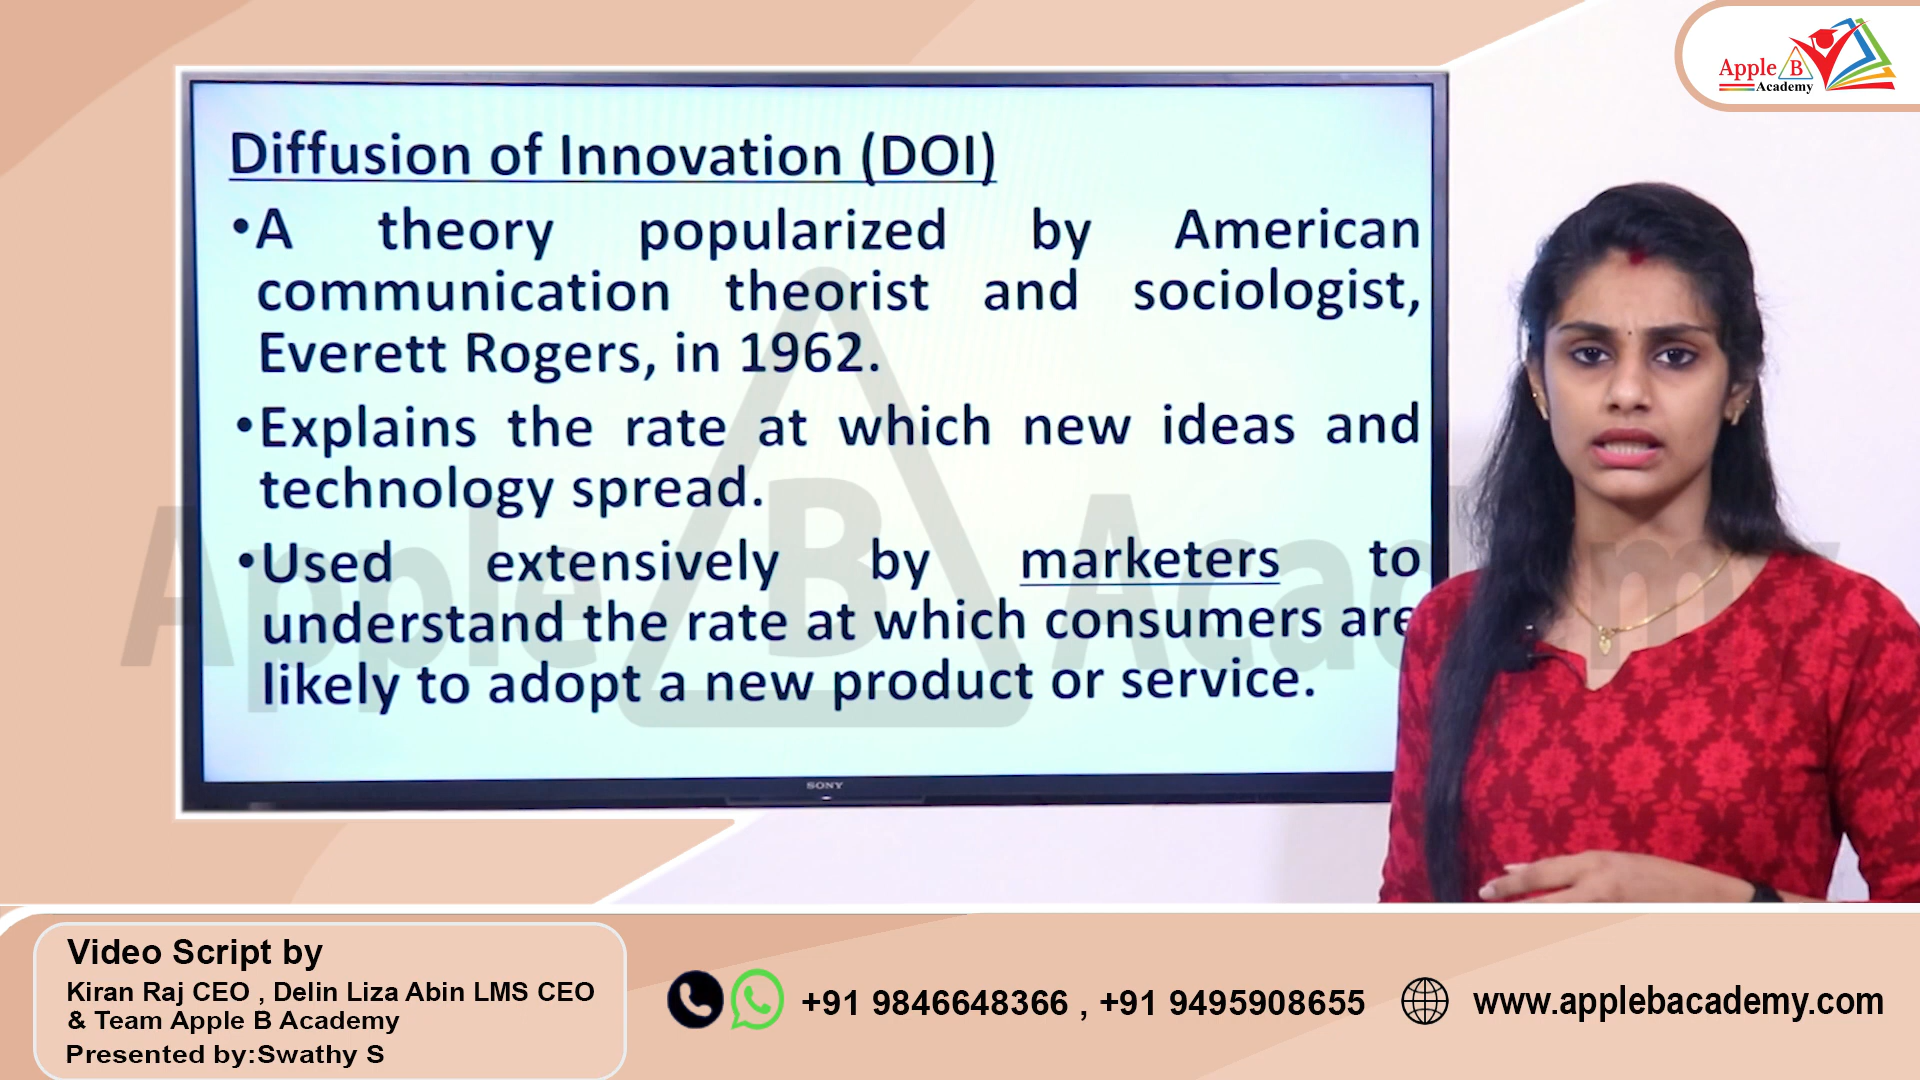 Apple B
Academy
Diffusion of Innovation (DOI)
•A theory popularized by American
communication theorist and sociologist,
Everett Rogers, in 1962.
•Explains the rate at which new ideas and
technology spread.
•Used extensively by marketers to
understand the rate at which consumers are
likely to adopt a new product or service.
Apple B Academy
SONY
Video Script by
Kiran Raj CEO , Delin Liza Abin LMS CEO
& Team Apple B Academy
Presented by:Swathy S
+91 9846648366 , +91 9495908655
www.applebacademy.com